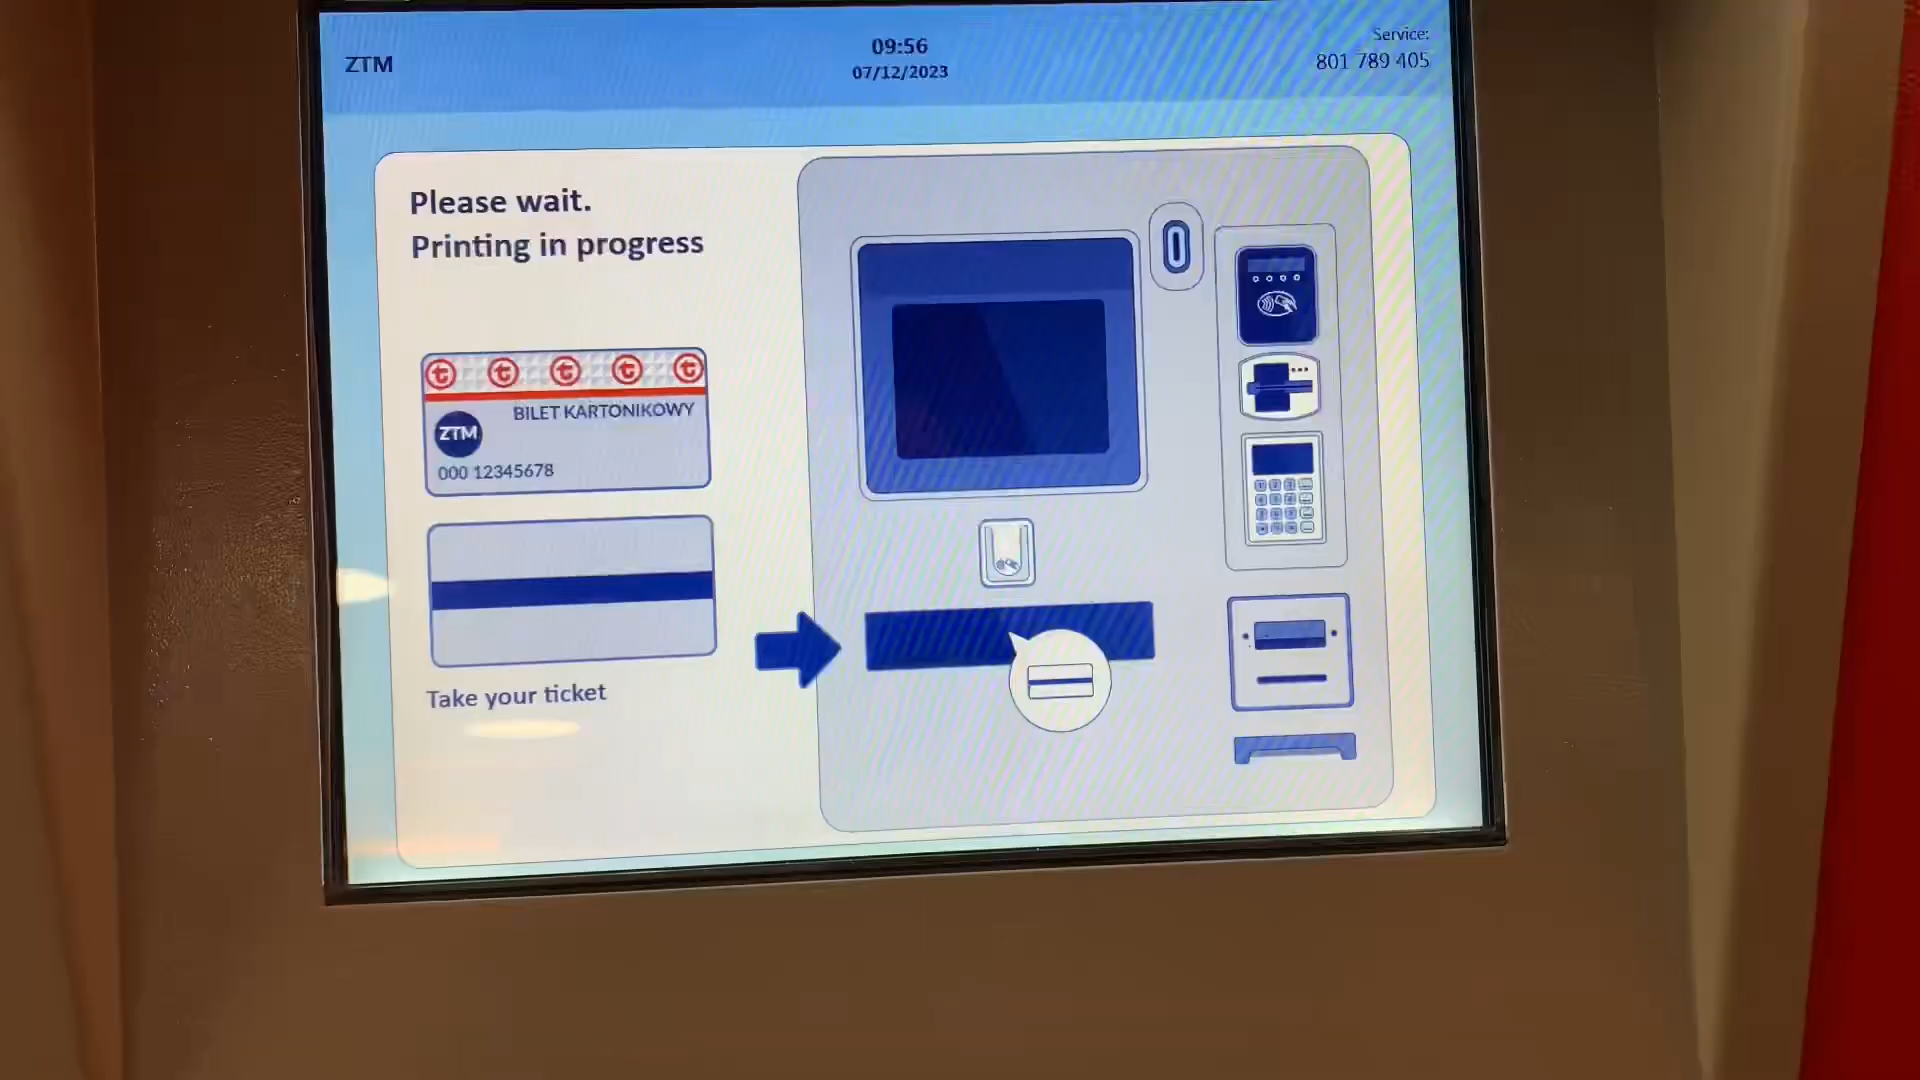 ZTM
09:56
07/12/2023
Service:
801 789 405
Please wait.
Printing in progress
BILET KARTONIKOWY
ZTM
000 12345678
Take your ticket